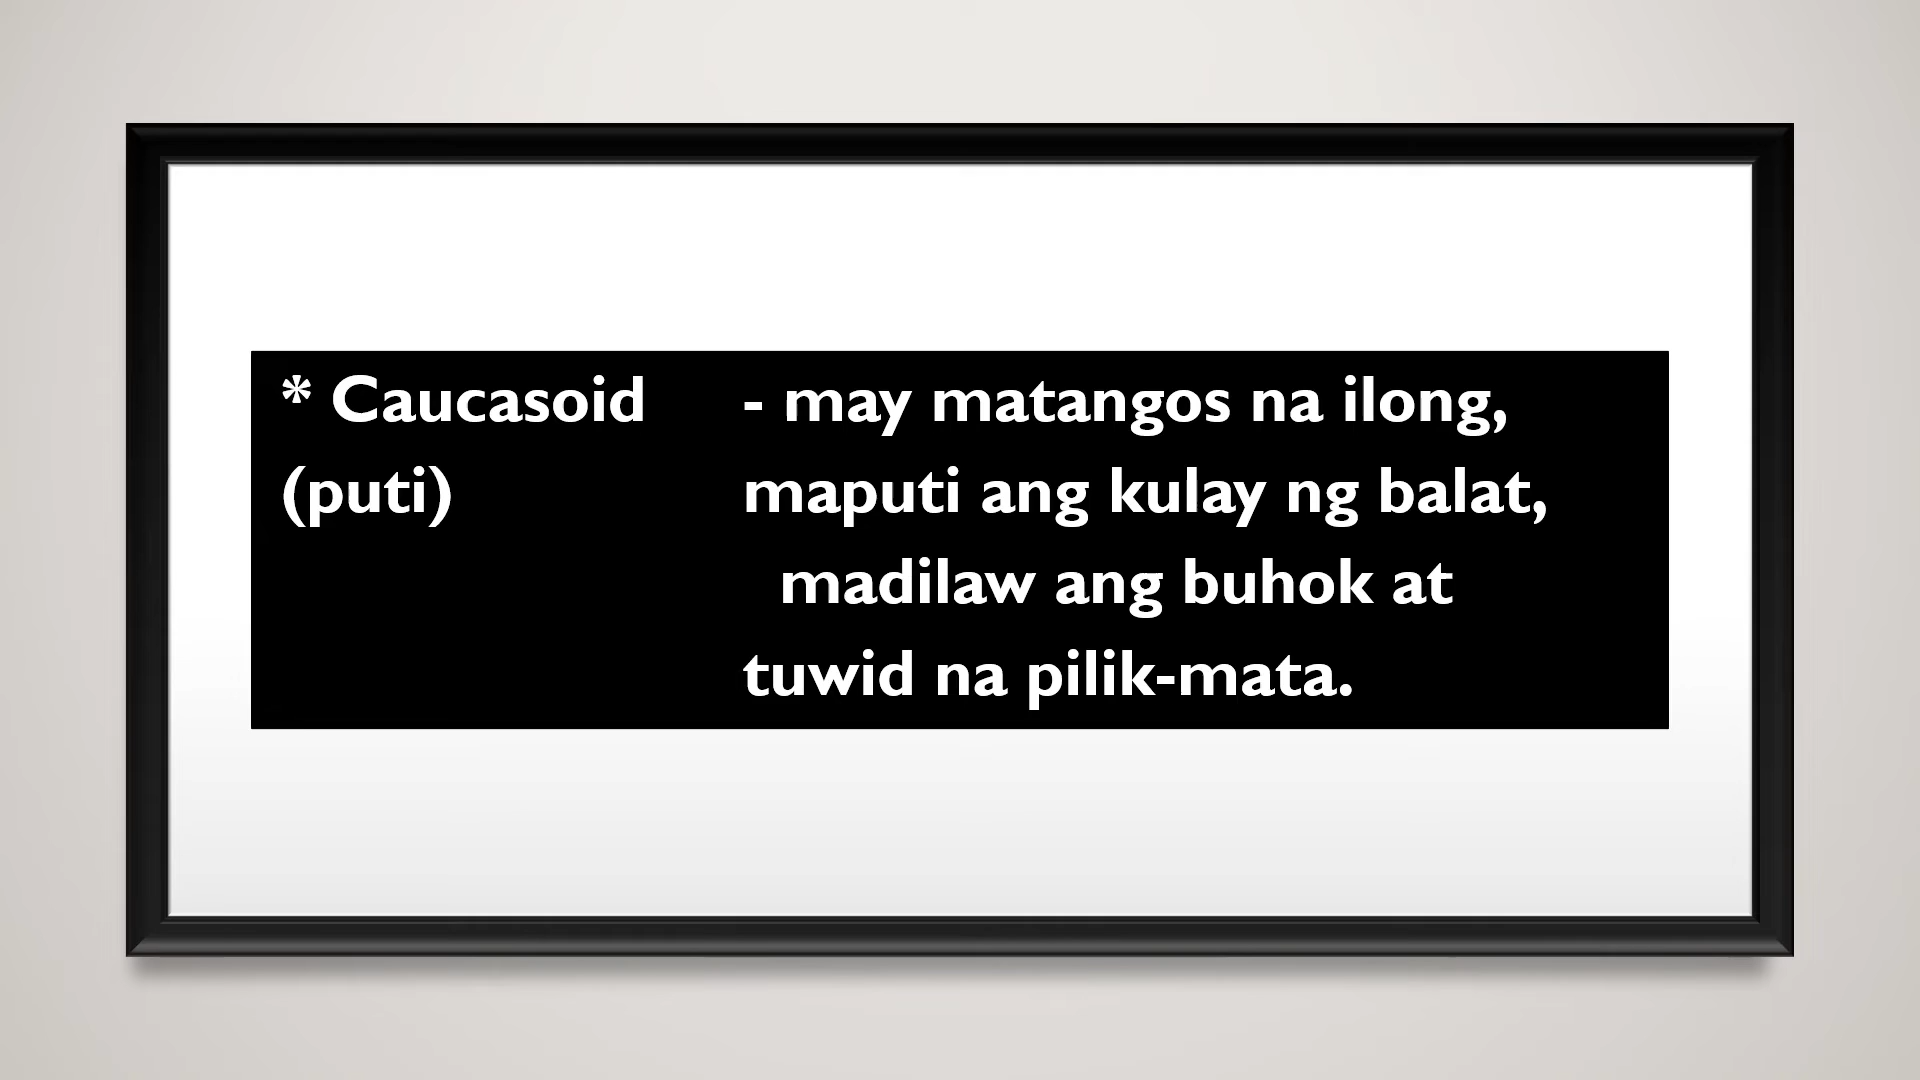 * Caucasoid - may matangos na ilong,
(puti) maputi ang kulay ng balat,
madilaw ang buhok at
tuwid na pilik-mata.